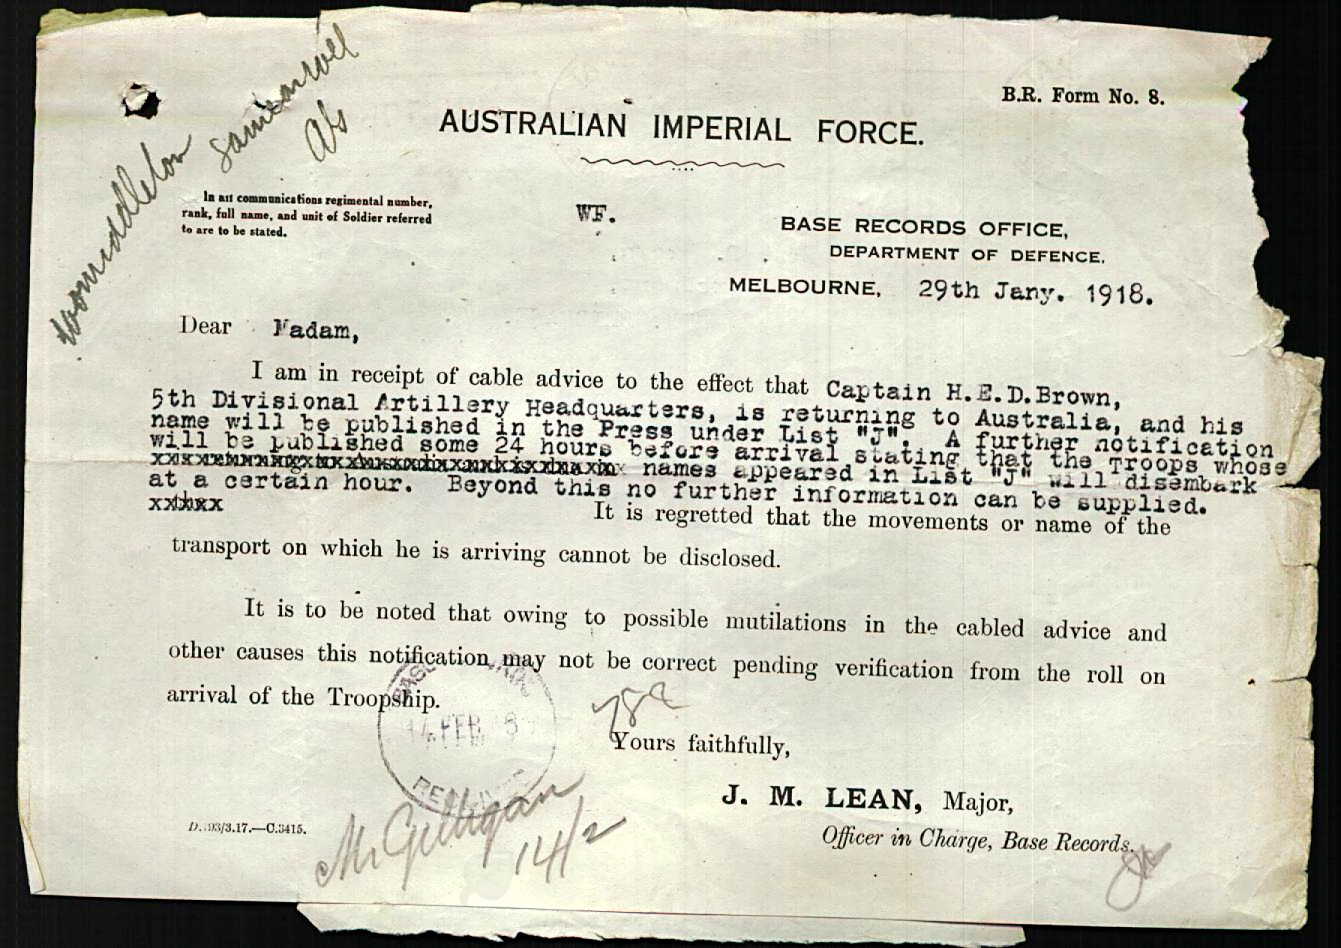 B.R. Form No. 8.
AUSTRALIAN IMPERIAL FORCE.
In all communications regimental number,
rank, full name, and unit of Soldier referred
to are to be stated.
WF.
BASE RECORDS OFFICE,
DEPARTMENT OF DEFENCE.
MELBOURNE, 29th Jany. 1918.
Dear Madam,
I am in receipt of cable advice to the effect that Captain H.E.D.Brown,
5th Divisional Artillery Headquarters, is returning to Australia, and his
name will be published in the Press under List "J". A further notification
will be published some 24 hours before arrival stating that the Troops whose
names appeared in List "J" will disembark
at a certain hour. Beyond this no further information can be supplied.
It is regretted that the movements or name of the
transport on which he is arriving cannot be disclosed.
It is to be noted that owing to possible mutilations in the cabled advice and
other causes this notification may not be correct pending verification from the roll on
arrival of the Troopship.
BASE
14 FEB
Yours faithfully,
J. M. LEAN, Major,
Officer in Charge, Base Records.
Mr Gilligan
14/2